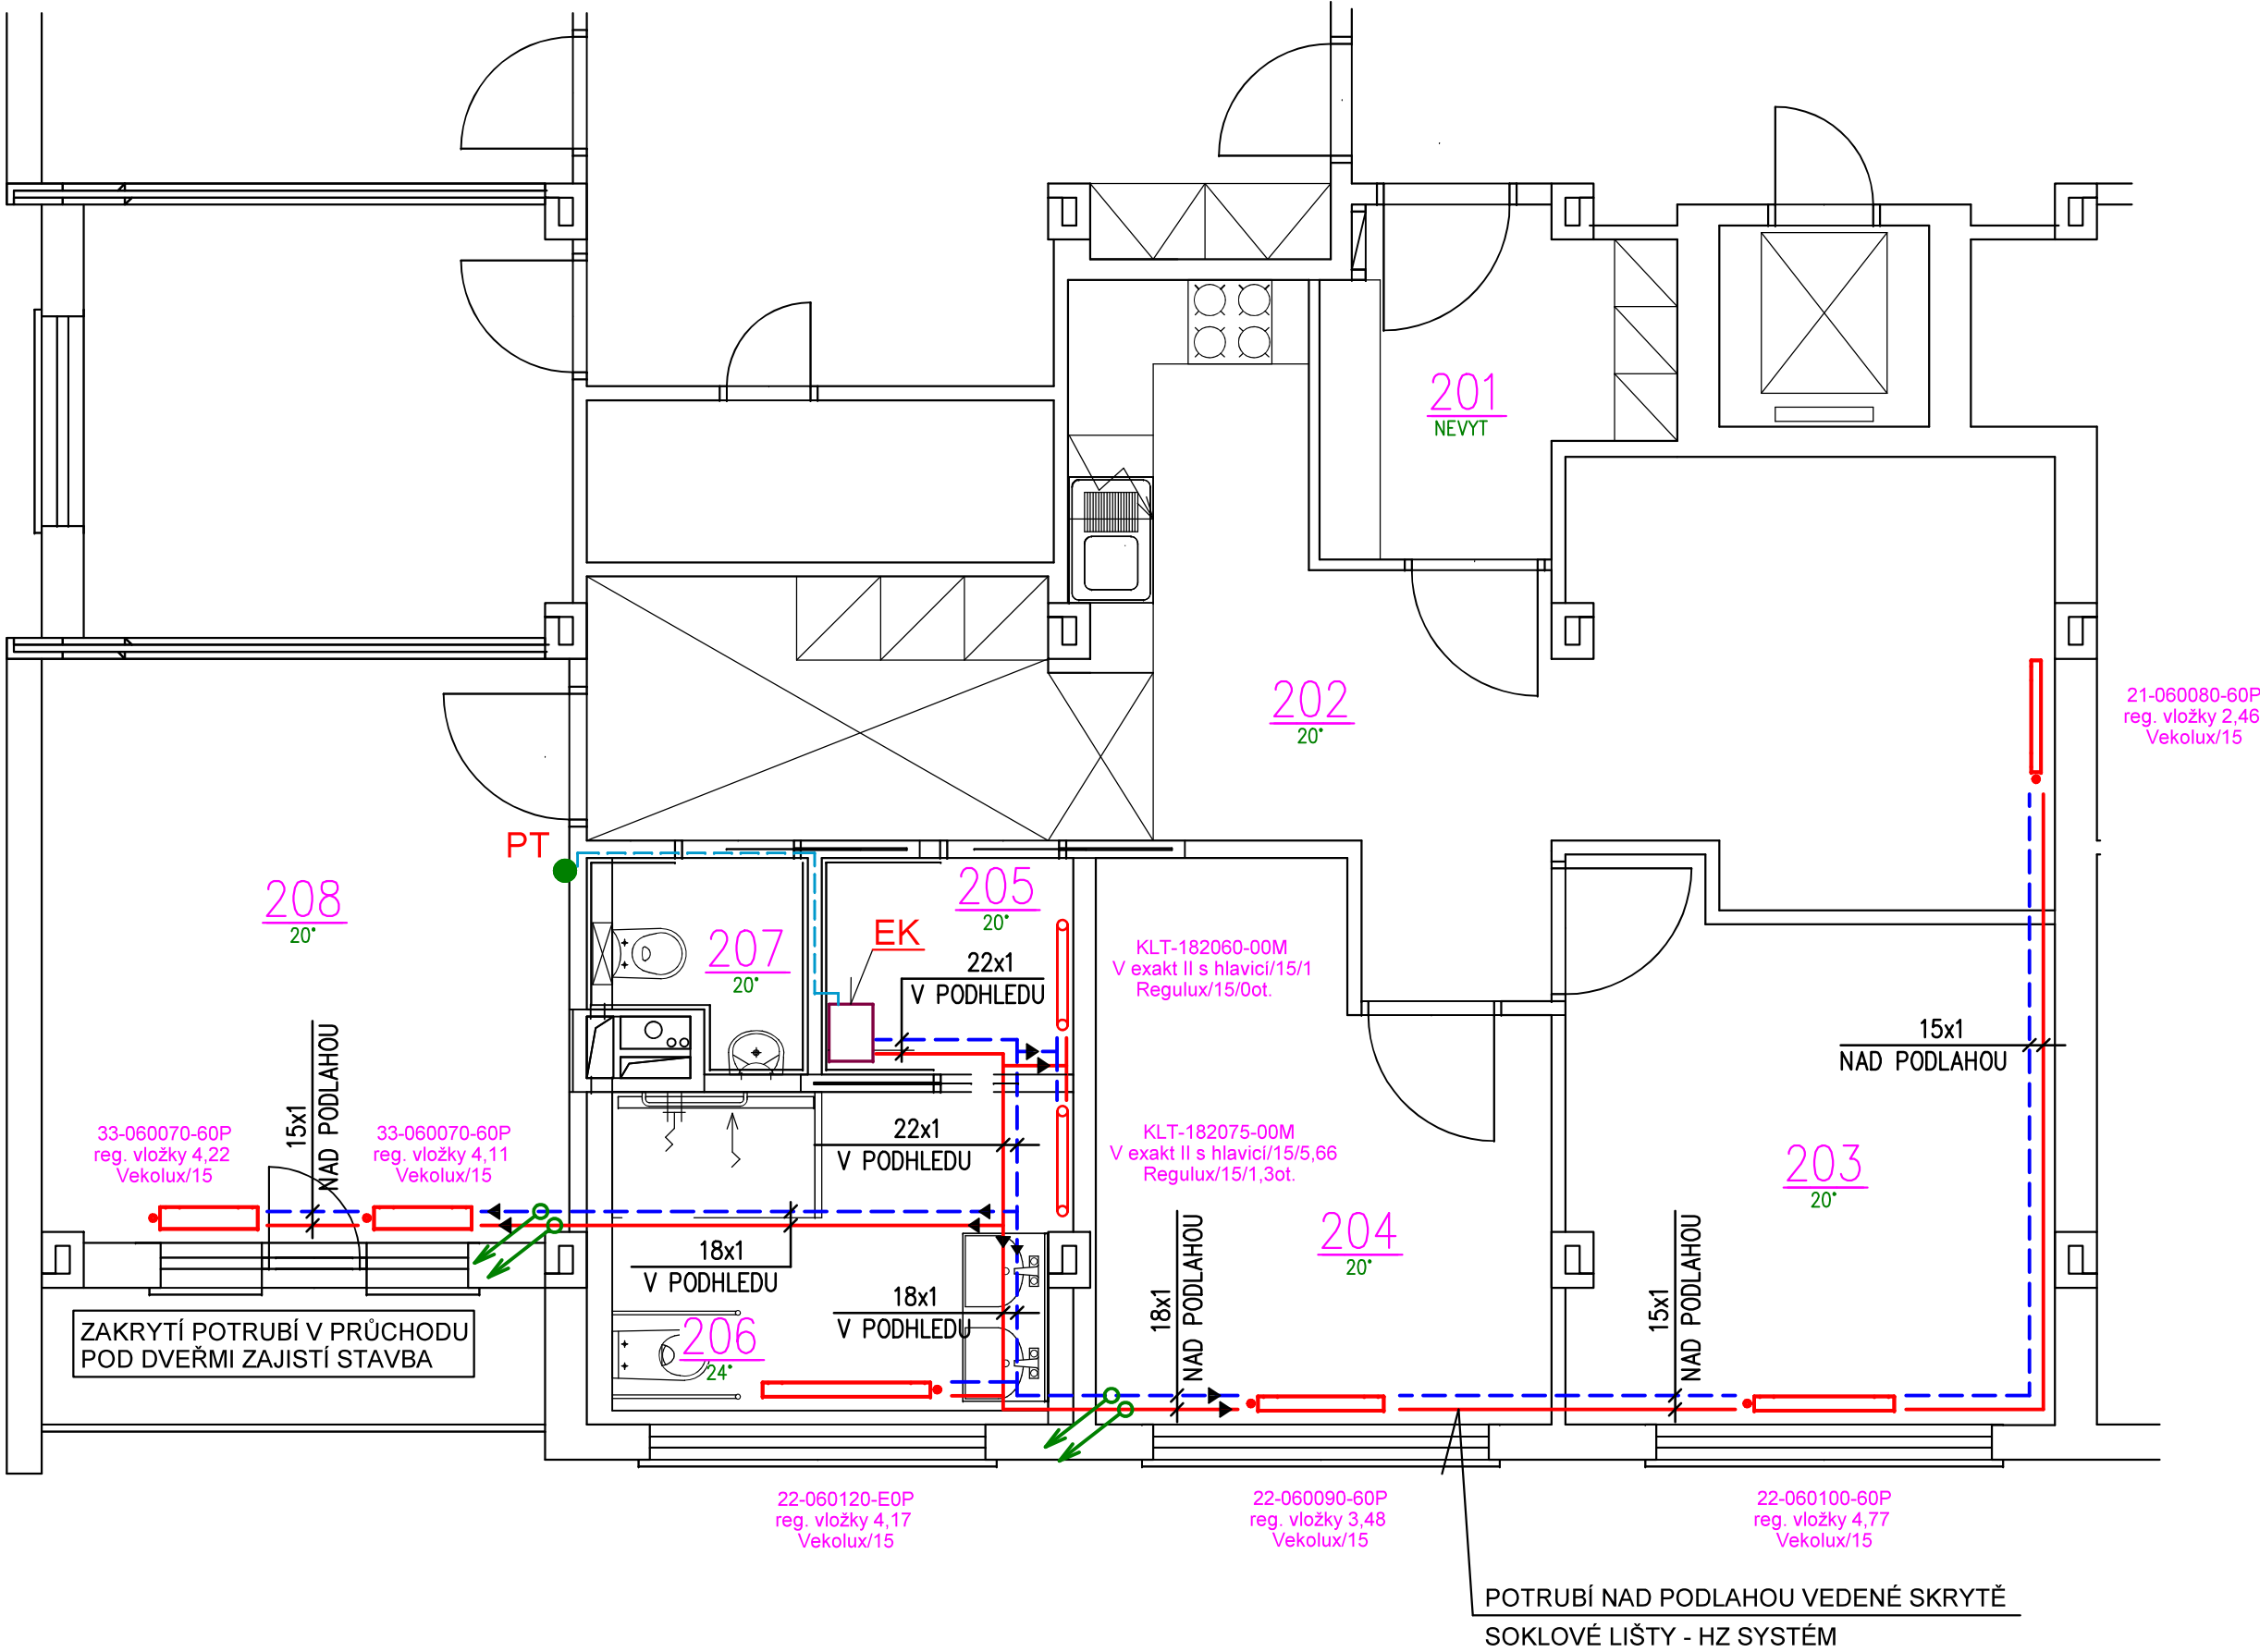 201
NEVYT
202
20°
21-060080-60P
reg. vložky 2,46
Vekolux/15
PT
208
20°
207
20°
205
20°
EK
22x1
V PODHLEDU
KLT-182060-00M
V exakt II s hlavicí/15/1
Regulux/15/0ot.
15x1
NAD PODLAHOU
33-060070-60P
reg. vložky 4,22
Vekolux/15
15x1
NAD PODLAHOU
33-060070-60P
reg. vložky 4,11
Vekolux/15
22x1
V PODHLEDU
KLT-182075-00M
V exakt II s hlavicí/15/5,66
Regulux/15/1,3ot.
203
20°
204
20°
18x1
V PODHLEDU
18x1
V PODHLEDU
18x1
NAD PODLAHOU
15x1
NAD PODLAHOU
206
24°
ZAKRYTÍ POTRUBÍ V PRŮCHODU
POD DVEŘMI ZAJISTÍ STAVBA
22-060120-E0P
reg. vložky 4,17
Vekolux/15
22-060090-60P
reg. vložky 3,48
Vekolux/15
22-060100-60P
reg. vložky 4,77
Vekolux/15
POTRUBÍ NAD PODLAHOU VEDENÉ SKRYTĚ
SOKLOVÉ LIŠTY - HZ SYSTÉM